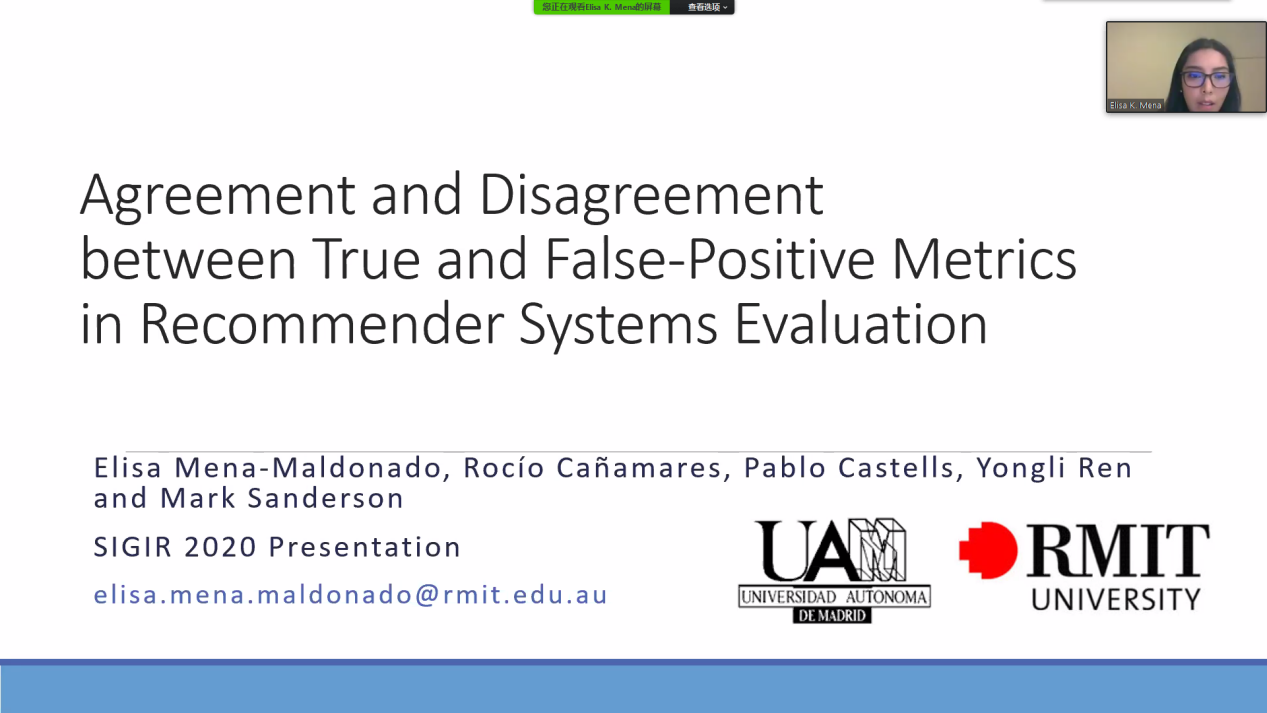 您正在观看Elisa K. Mena的屏幕 查看选项
Elisa K. Mena
Agreement and Disagreement
between True and False-Positive Metrics
in Recommender Systems Evaluation
Elisa Mena-Maldonado, Rocío Cañamares, Pablo Castells, Yongli Ren
and Mark Sanderson
SIGIR 2020 Presentation
elisa.mena.maldonado@rmit.edu.au
UAM
UNIVERSIDAD AUTONOMA
DE MADRID
RMIT
UNIVERSITY